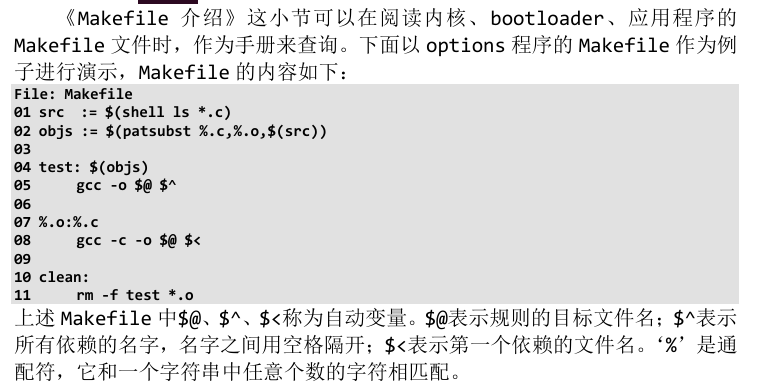 《Makefile 介绍》这小节可以在阅读内核、bootloader、应用程序的
Makefile 文件时，作为手册来查询。下面以 options 程序的 Makefile 作为例
子进行演示，Makefile 的内容如下：
File: Makefile
01 src  := $(shell ls *.c)
02 objs := $(patsubst %.c,%.o,$(src))
03
04 test: $(objs)
05     gcc -o $@ $^
06
07 %.o:%.c
08     gcc -c -o $@ $<
09
10 clean:
11     rm -f test *.o
上述 Makefile 中$@、$^、$<称为自动变量。$@表示规则的目标文件名；$^表示
所有依赖的名字，名字之间用空格隔开；$<表示第一个依赖的文件名。‘%’是通
配符，它和一个字符串中任意个数的字符相匹配。